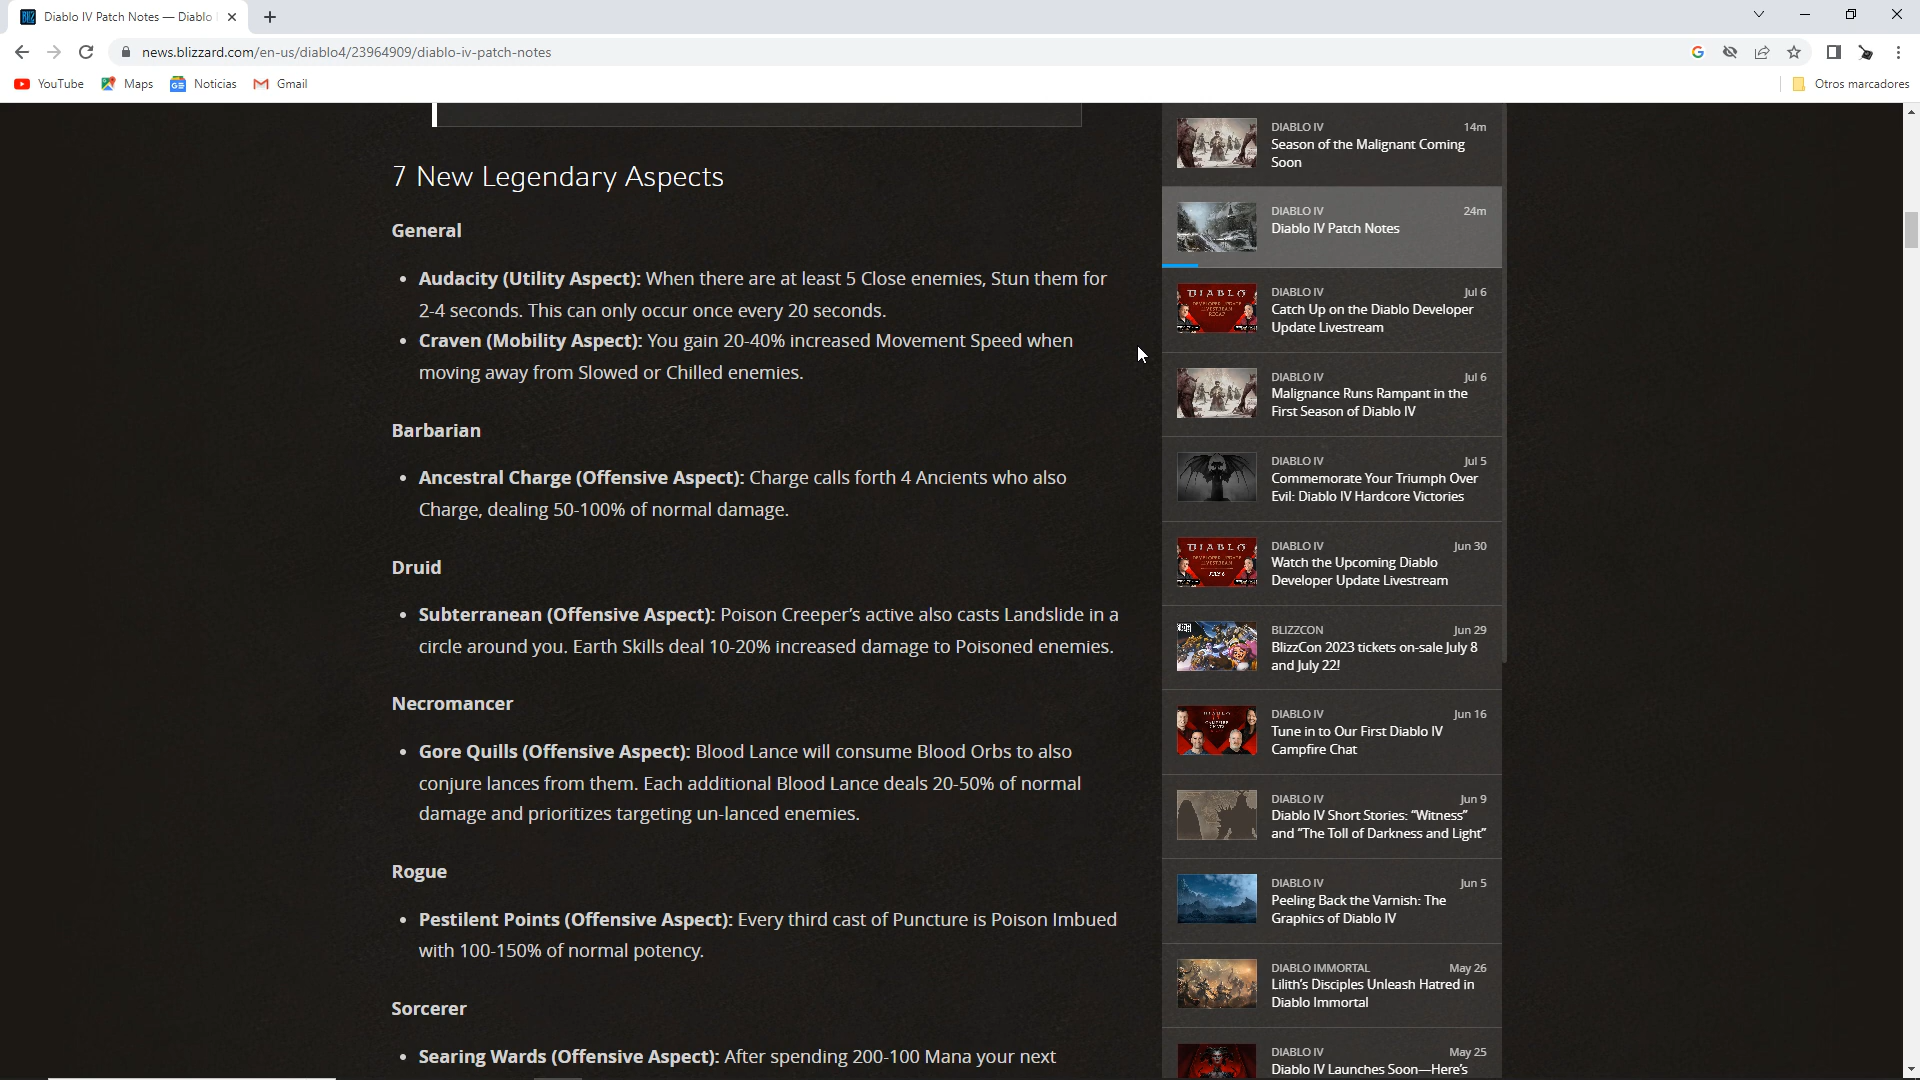 Diablo IV Patch Notes — Diablo
news.blizzard.com/en-us/diablo4/23964909/diablo-iv-patch-notes
YouTube
Maps
Noticias
Gmail
Otros marcadores
7 New Legendary Aspects
General
• Audacity (Utility Aspect): When there are at least 5 Close enemies, Stun them for
2-4 seconds. This can only occur once every 20 seconds.
• Craven (Mobility Aspect): You gain 20-40% increased Movement Speed when
moving away from Slowed or Chilled enemies.
Barbarian
• Ancestral Charge (Offensive Aspect): Charge calls forth 4 Ancients who also
Charge, dealing 50-100% of normal damage.
Druid
• Subterranean (Offensive Aspect): Poison Creeper’s active also casts Landslide in a
circle around you. Earth Skills deal 10-20% increased damage to Poisoned enemies.
Necromancer
• Gore Quills (Offensive Aspect): Blood Lance will consume Blood Orbs to also
conjure lances from them. Each additional Blood Lance deals 20-50% of normal
damage and prioritizes targeting un-lanced enemies.
Rogue
• Pestilent Points (Offensive Aspect): Every third cast of Puncture is Poison Imbued
with 100-150% of normal potency.
Sorcerer
• Searing Wards (Offensive Aspect): After spending 200-100 Mana your next
DIABLO IV 14m
Season of the Malignant Coming
Soon
DIABLO IV 24m
Diablo IV Patch Notes
DIABLO IV Jul 6
Catch Up on the Diablo Developer
Update Livestream
DIABLO IV Jul 6
Malignance Runs Rampant in the
First Season of Diablo IV
DIABLO IV Jul 5
Commemorate Your Triumph Over
Evil: Diablo IV Hardcore Victories
DIABLO IV Jun 30
Watch the Upcoming Diablo
Developer Update Livestream
BLIZZCON Jun 29
BlizzCon 2023 tickets on-sale July 8
and July 22!
DIABLO IV Jun 16
Tune in to Our First Diablo IV
Campfire Chat
DIABLO IV Jun 9
Diablo IV Short Stories: “Witness”
and “The Toll of Darkness and Light”
DIABLO IV Jun 5
Peeling Back the Varnish: The
Graphics of Diablo IV
DIABLO IMMORTAL May 26
Lilith’s Disciples Unleash Hatred in
Diablo Immortal
DIABLO IV May 25
Diablo IV Launches Soon—Here’s